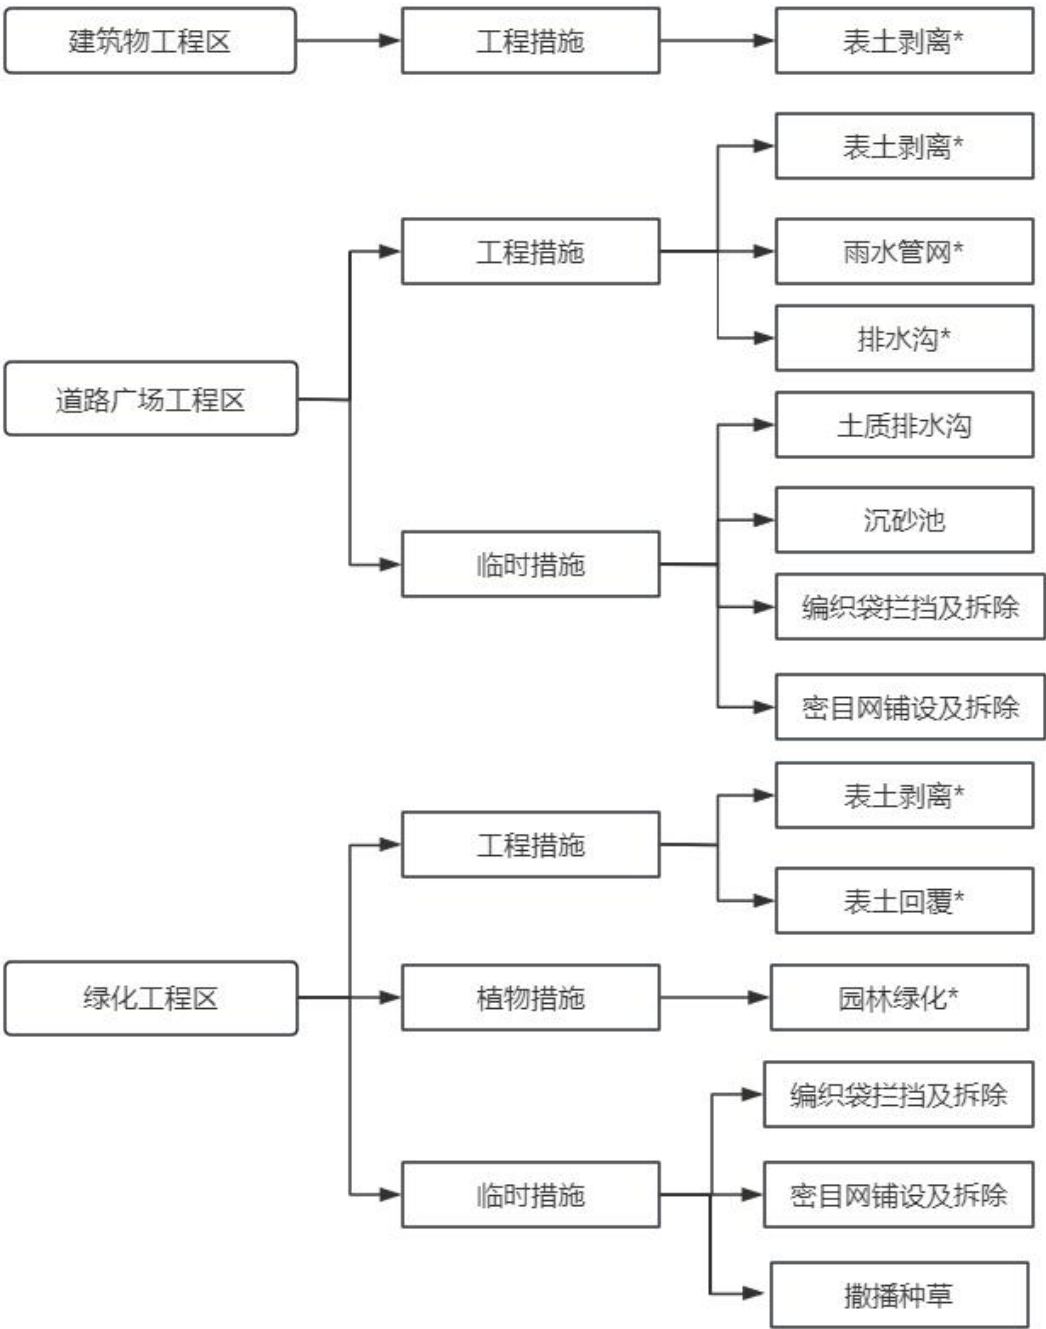 建筑物工程区
工程措施
表土剥离*
表土剥离*
工程措施
雨水管网*
排水沟*
道路广场工程区
土质排水沟
沉砂池
临时措施
编织袋拦挡及拆除
密目网铺设及拆除
表土剥离*
工程措施
表土回覆*
绿化工程区
植物措施
园林绿化*
编织袋拦挡及拆除
临时措施
密目网铺设及拆除
撒播种草